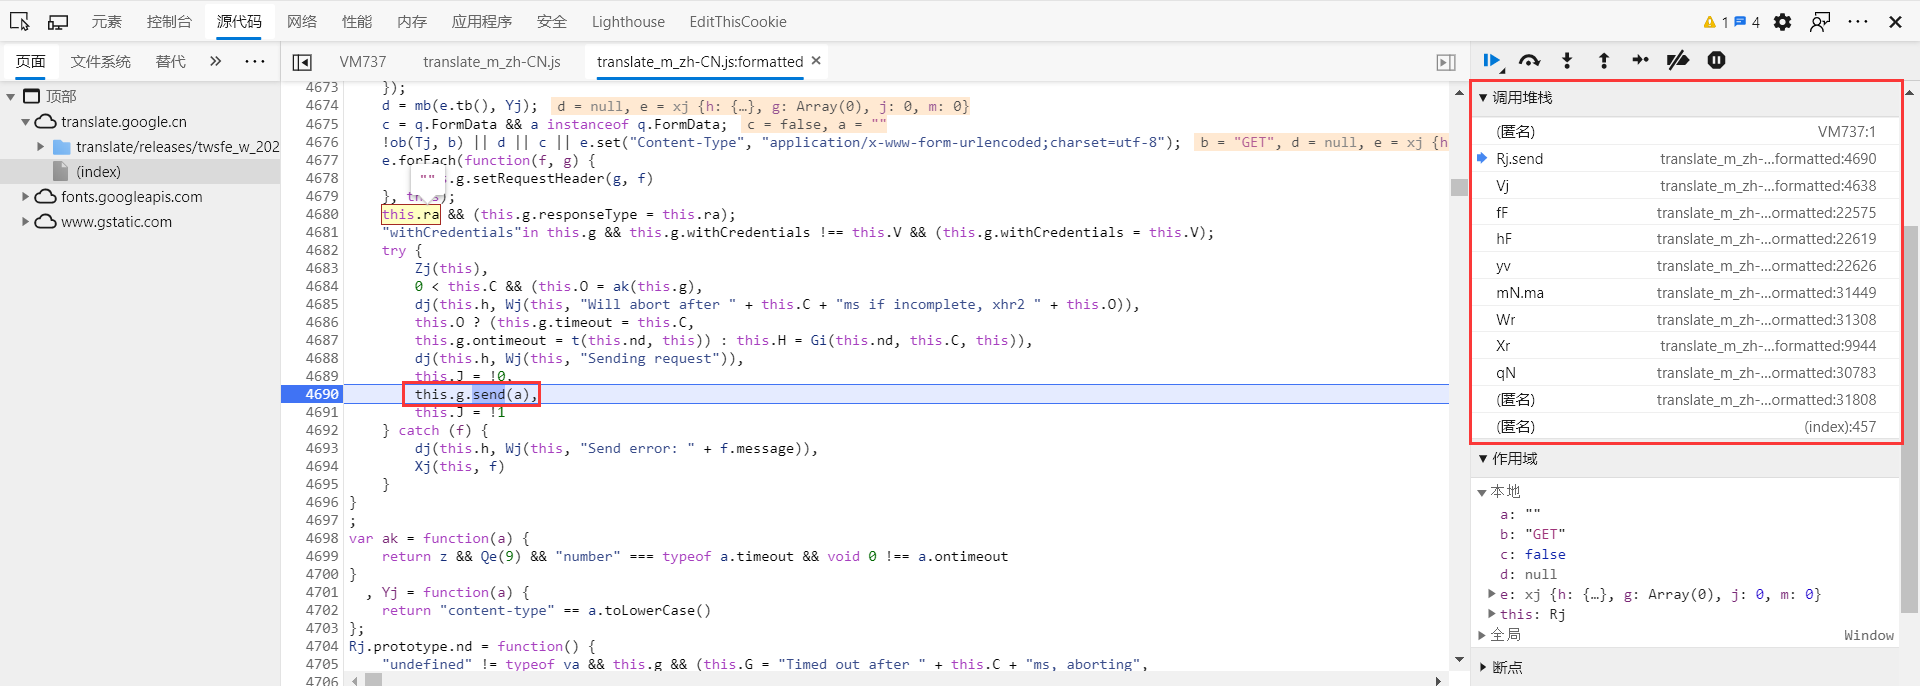 元素 控制台 源代码 网络 性能 内存 应用程序 安全 Lighthouse EditThisCookie 1 4
页面 文件系统 替代 VM737 translate_m_zh-CN.js translate_m_zh-CN.js:formatted
顶部
translate.google.cn
translate/releases/twsfe_w_202
(index)
fonts.googleapis.com
www.gstatic.com
4673 });
4674 d = mb(e.tb(), Yj); d = null, e = xj {h: {…}, g: Array(0), j: 0, m: 0}
4675 c = q.FormData && a instanceof q.FormData; c = false, a = ""
4676 !ob(Tj, b) || d || c || e.set("Content-Type", "application/x-www-form-urlencoded;charset=utf-8"); b = "GET", d = null, e = xj {h
4677 e.forEach(function(f, g) {
4678 "" .g.setRequestHeader(g, f)
4679 }, this);
4680 this.ra && (this.g.responseType = this.ra);
4681 "withCredentials"in this.g && this.g.withCredentials !== this.V && (this.g.withCredentials = this.V);
4682 try {
4683 Zj(this),
4684 0 < this.C && (this.O = ak(this.g),
4685 dj(this.h, Wj(this, "Will abort after " + this.C + "ms if incomplete, xhr2 " + this.O)),
4686 this.O ? (this.g.timeout = this.C,
4687 this.g.ontimeout = t(this.nd, this)) : this.H = Gi(this.nd, this.C, this)),
4688 dj(this.h, Wj(this, "Sending request")),
4689 this.J = !0,
4690 this.g.send(a),
4691 this.J = !1
4692 } catch (f) {
4693 dj(this.h, Wj(this, "Send error: " + f.message)),
4694 Xj(this, f)
4695 }
4696 }
4697 ;
4698 var ak = function(a) {
4699 return z && Qe(9) && "number" === typeof a.timeout && void 0 !== a.ontimeout
4700 }
4701 , Yj = function(a) {
4702 return "content-type" == a.toLowerCase()
4703 };
4704 Rj.prototype.nd = function() {
4705 "undefined" != typeof va && this.g && (this.G = "Timed out after " + this.C + "ms, aborting",
4706
调用堆栈
(匿名) VM737:1
Rj.send translate_m_zh-…formatted:4690
Vj translate_m_zh-…formatted:4638
fF translate_m_zh-…ormatted:22575
hF translate_m_zh-…ormatted:22619
yv translate_m_zh-…ormatted:22626
mN.ma translate_m_zh-…ormatted:31449
Wr translate_m_zh-…ormatted:31308
Xr translate_m_zh-…formatted:9944
qN translate_m_zh-…ormatted:30783
(匿名) translate_m_zh-…ormatted:31808
(匿名) (index):457
作用域
本地
a: ""
b: "GET"
c: false
d: null
e: xj {h: {…}, g: Array(0), j: 0, m: 0}
this: Rj
全局 Window
断点